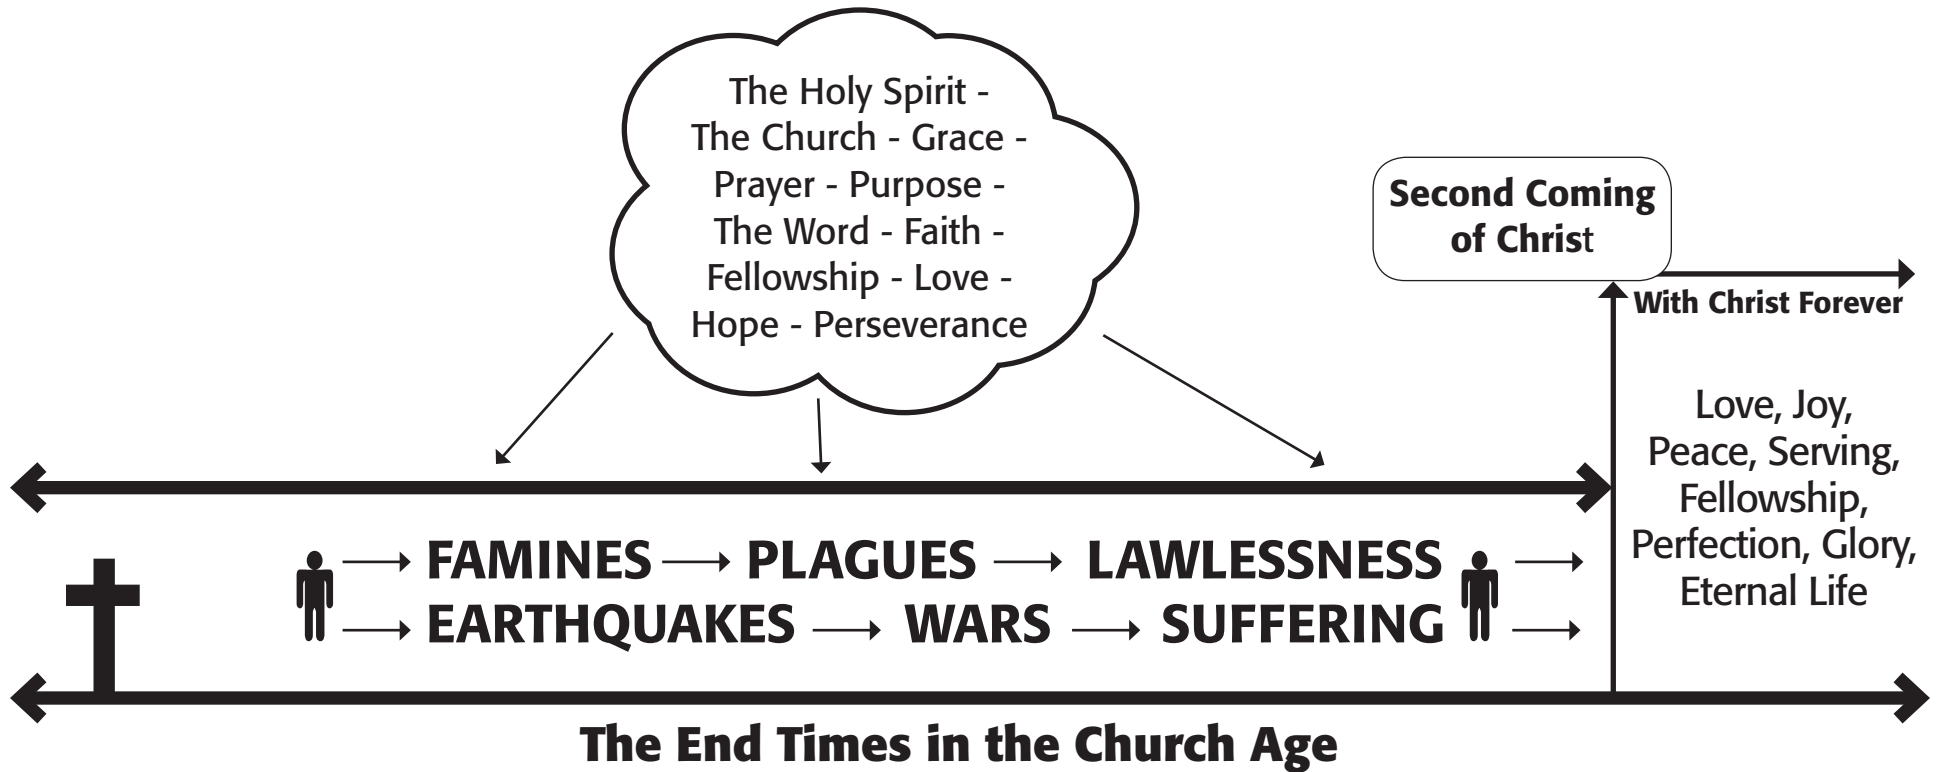 The Holy Spirit -
The Church - Grace -
Prayer - Purpose -
The Word - Faith -
Fellowship - Love -
Hope - Perseverance
Second Coming
of Christ
With Christ Forever
Love, Joy,
Peace, Serving,
Fellowship,
Perfection, Glory,
Eternal Life
FAMINES PLAGUES LAWLESSNESS
EARTHQUAKES WARS SUFFERING
The End Times in the Church Age